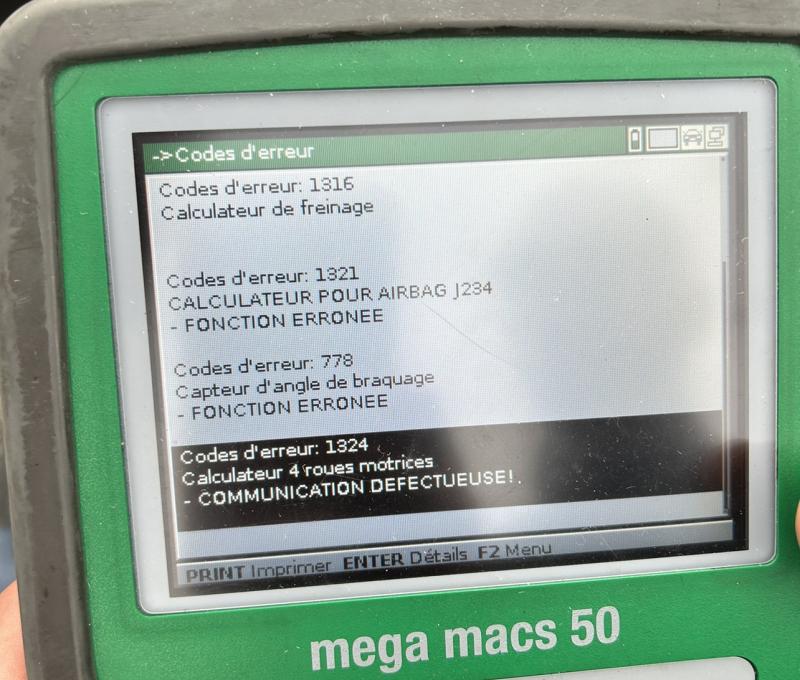 ->Codes d'erreur
Codes d'erreur: 1316
Calculateur de freinage
Codes d'erreur: 1321
CALCULATEUR POUR AIRBAG J234
- FONCTION ERRONEE
Codes d'erreur: 778
Capteur d'angle de braquage
- FONCTION ERRONEE
Codes d'erreur: 1324
Calculateur 4 roues motrices
- COMMUNICATION DEFECTUEUSE!.
PRINT Imprimer ENTER Détails F2 Menu
mega macs 50